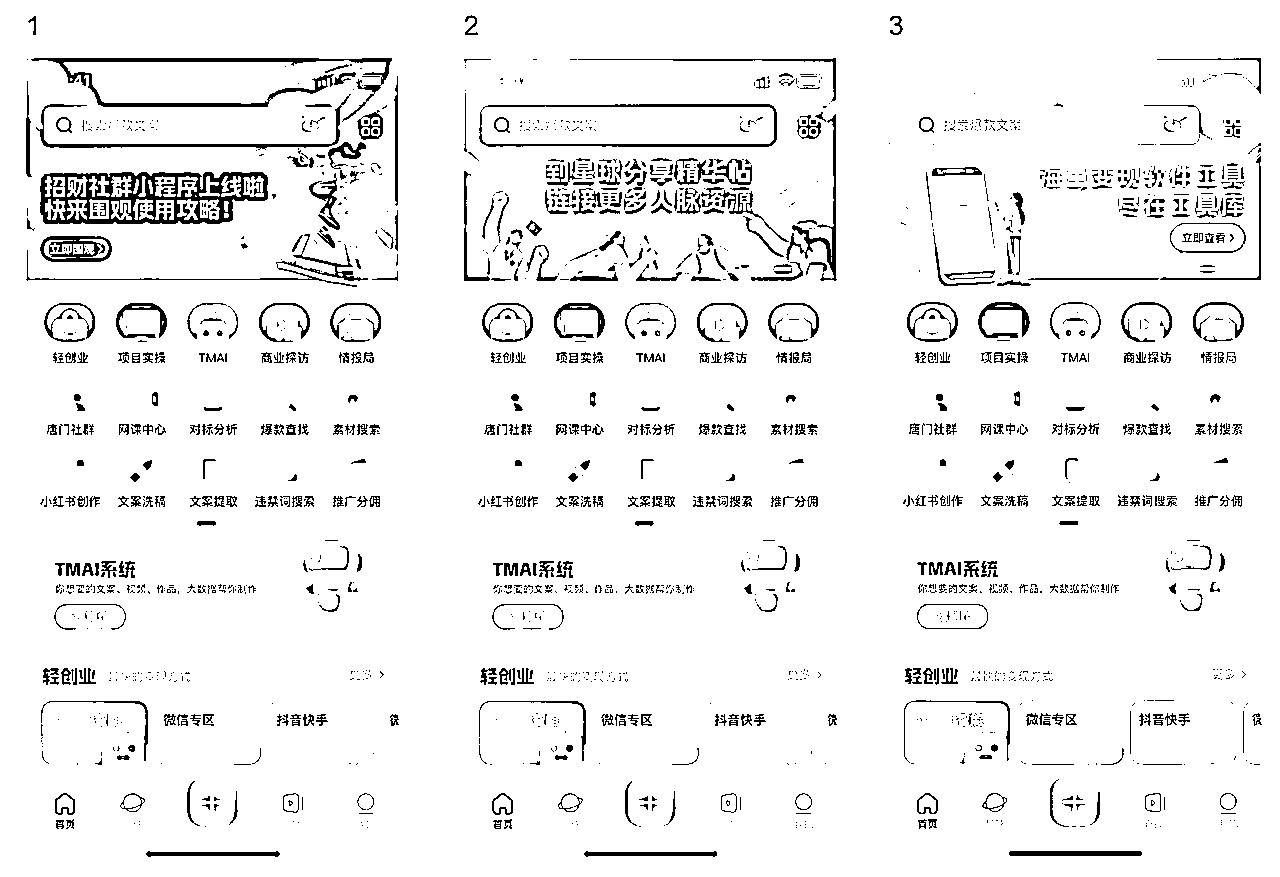 1
2
3
搜索爆款文案
搜索爆款文案
搜索爆款文案
招财社群小程序上线啦
快来围观使用攻略！
立即围观
到星球分享精华帖
链接更多人脉资源
海量变现软件工具
尽在工具库
立即查看
轻创业 项目实操 TMAI 商业探访 情报局
轻创业 项目实操 TMAI 商业探访 情报局
轻创业 项目实操 TMAI 商业探访 情报局
唐门社群 网课中心 对标分析 爆款查找 素材搜索
唐门社群 网课中心 对标分析 爆款查找 素材搜索
唐门社群 网课中心 对标分析 爆款查找 素材搜索
小红书创作 文案洗稿 文案提取 违禁词搜索 推广分佣
小红书创作 文案洗稿 文案提取 违禁词搜索 推广分佣
小红书创作 文案洗稿 文案提取 违禁词搜索 推广分佣
TMAI系统
你想要的文案、视频、作品，大数据帮你制作
TMAI系统
你想要的文案、视频、作品，大数据帮你制作
TMAI系统
你想要的文案、视频、作品，大数据帮你制作
轻创业 更多
轻创业 更多
轻创业 更多
微信专区 抖音快手 微
微信专区 抖音快手 微
微信专区 抖音快手 微
首页
首页
首页